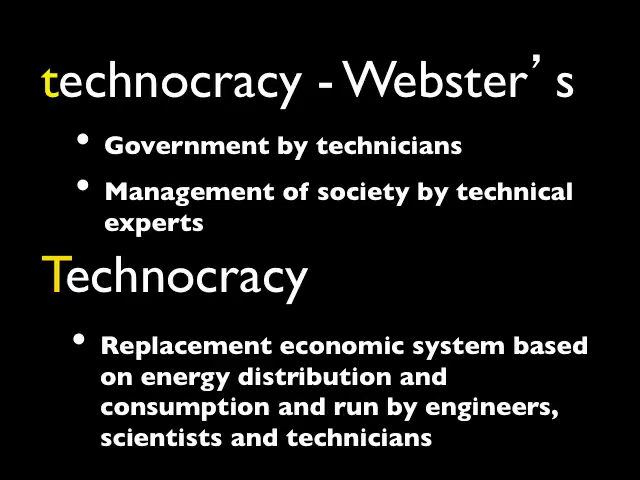 technocracy - Webster’s
• Government by technicians
• Management of society by technical
experts
Technocracy
• Replacement economic system based
on energy distribution and
consumption and run by engineers,
scientists and technicians